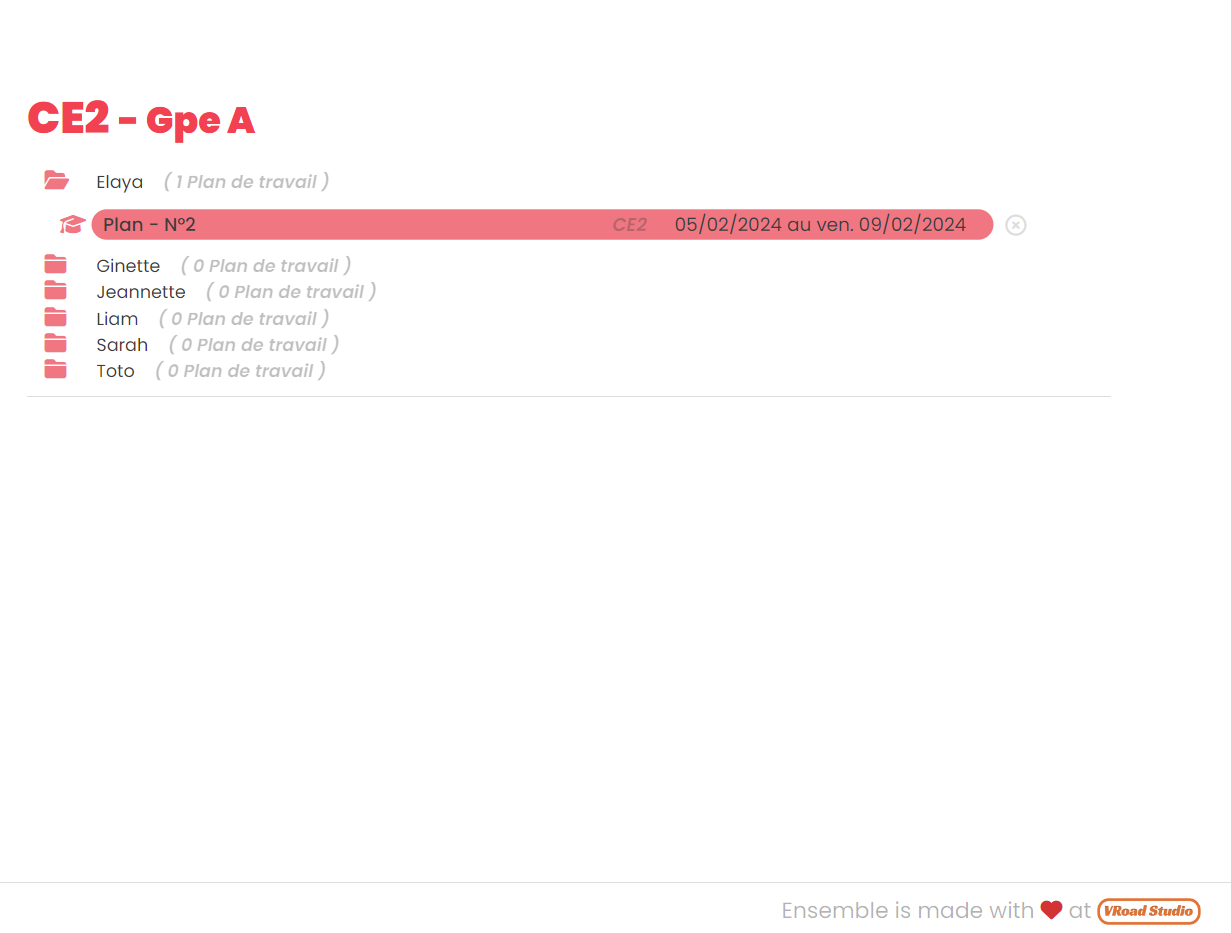 CE2 - Gpe A
Elaya ( 1 Plan de travail )
Plan - N°2 CE2 05/02/2024 au ven. 09/02/2024
Ginette ( 0 Plan de travail )
Jeannette ( 0 Plan de travail )
Liam ( 0 Plan de travail )
Sarah ( 0 Plan de travail )
Toto ( 0 Plan de travail )
Ensemble is made with at VRoad Studio